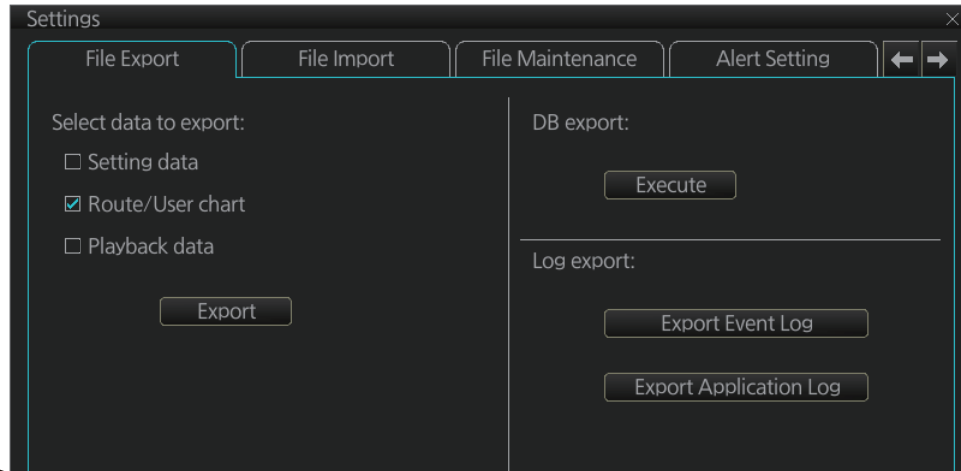 Settings
File Export
File Import
File Maintenance
Alert Setting
Select data to export:
Setting data
Route/User chart
Playback data
Export
DB export:
Execute
Log export:
Export Event Log
Export Application Log